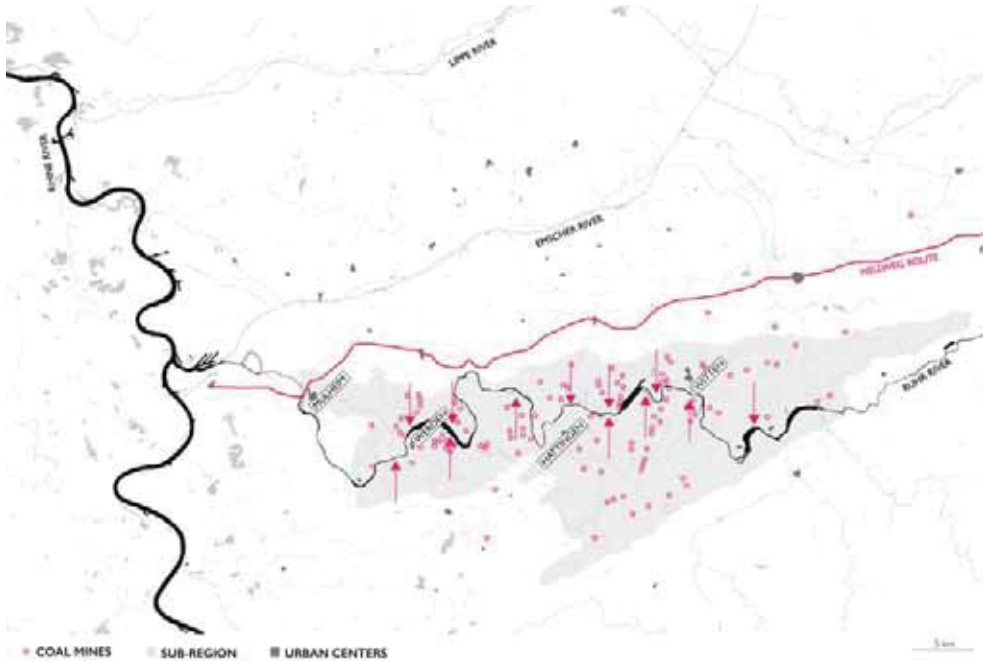 LIPPE RIVER
RHINE RIVER
EMSCHER RIVER
HELLWEG ROUTE
MÜLHEIM
WERDEN
HATTINGEN
WITTEN
RUHR RIVER
COAL MINES
SUB-REGION
URBAN CENTERS
5 km